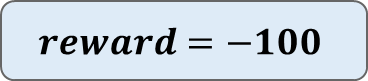 reward = −100